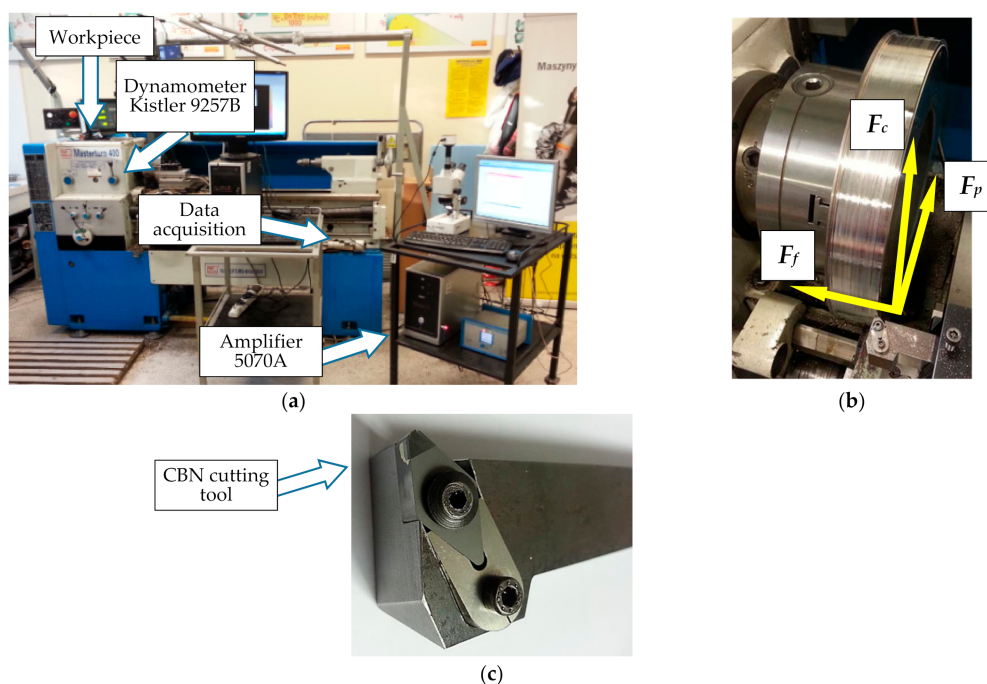 Workpiece
Dynamometer
Kistler 9257B
Masterturn 400
Data
acquisition
Amplifier
5070A
(a)
Maszyny
Fc
Fp
Ff
(b)
CBN cutting
tool
(c)